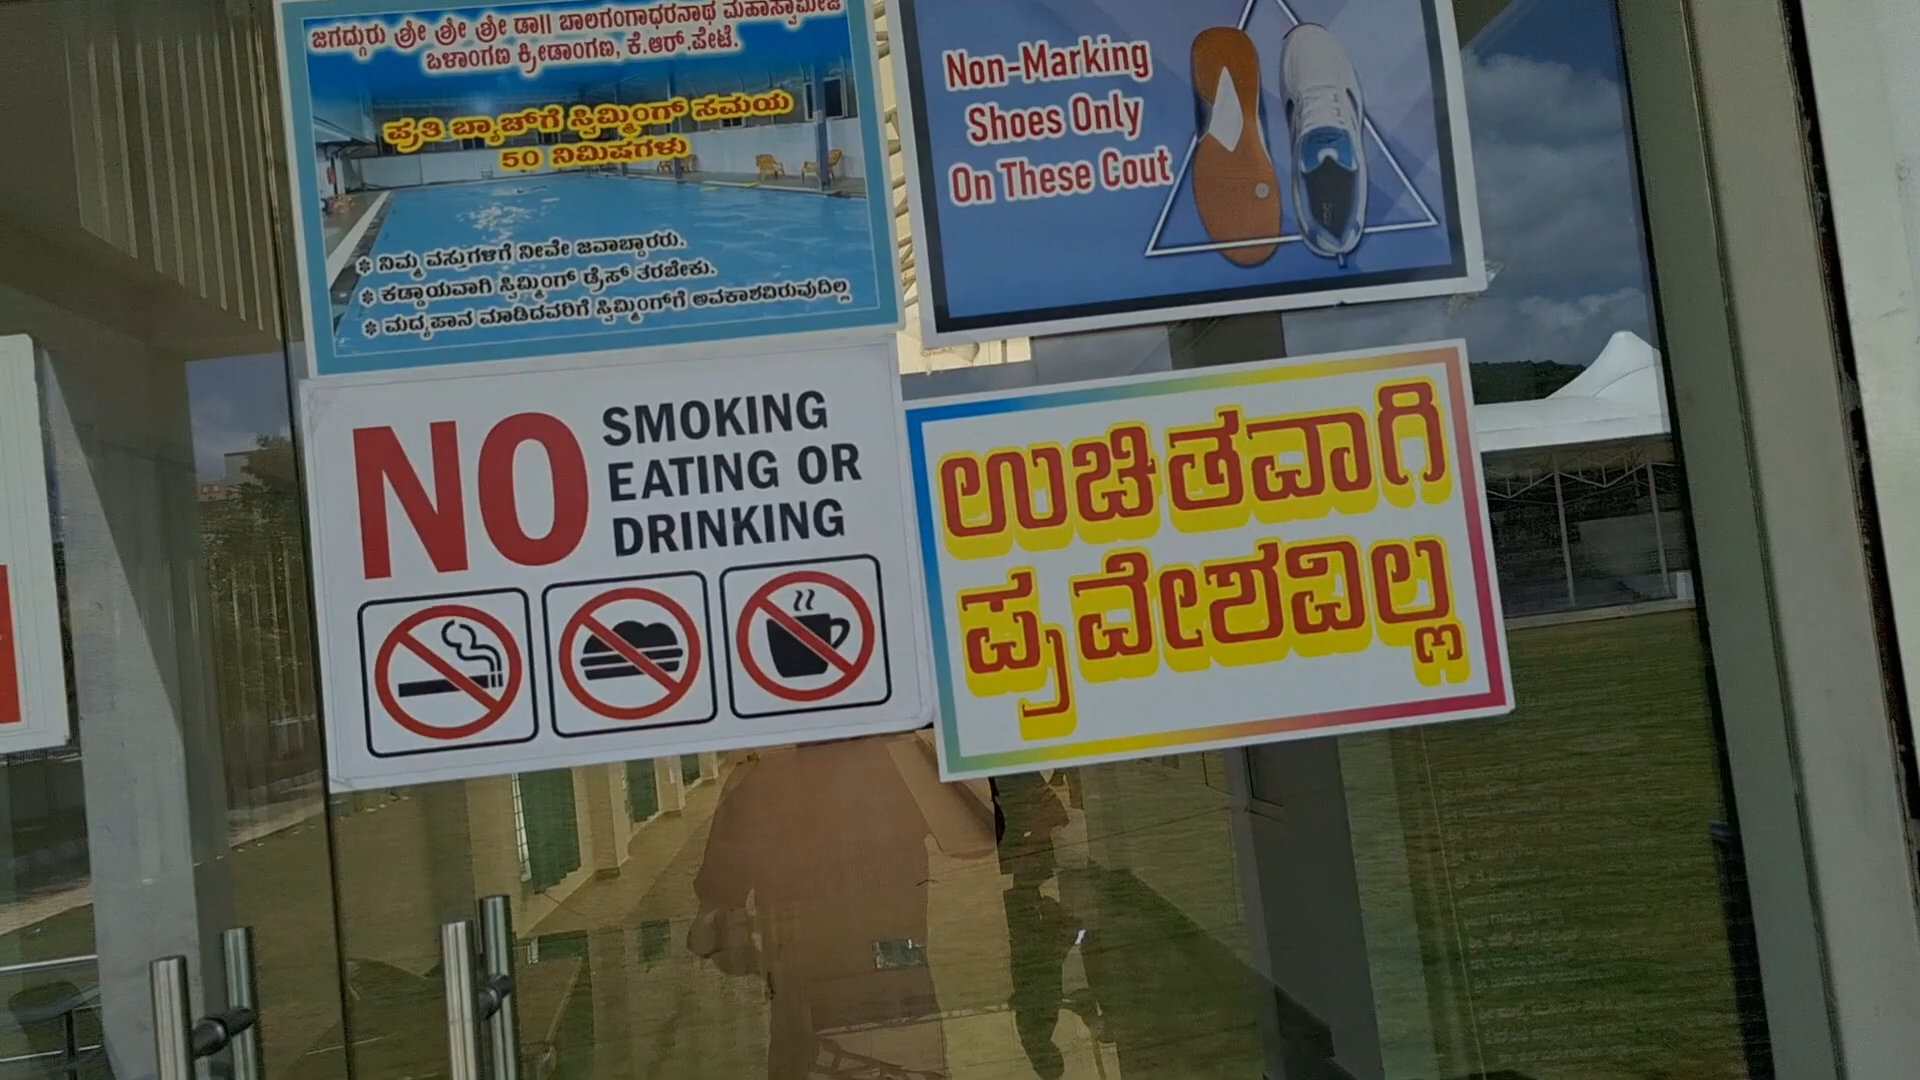 ಜಗದ್ಗುರು ಶ್ರೀ ಶ್ರೀ ಶ್ರೀ ಡಾ|| ಬಾಲಗಂಗಾಧರನಾಥ ಮಹಾಸ್ವಾಮೀಜಿ
ಒಳಾಂಗಣ ಕ್ರೀಡಾಂಗಣ, ಕೆ.ಆರ್.ಪೇಟೆ.
ಪ್ರತಿ ಬ್ಯಾಚ್‌ಗೆ ಸ್ವಿಮ್ಮಿಂಗ್ ಸಮಯ
50 ನಿಮಿಷಗಳು
ನಿಮ್ಮ ವಸ್ತುಗಳಿಗೆ ನೀವೇ ಜವಾಬ್ದಾರರು.
ಕಡ್ಡಾಯವಾಗಿ ಸ್ವಿಮ್ಮಿಂಗ್ ಡ್ರೆಸ್ ತರಬೇಕು.
ಮದ್ಯಪಾನ ಮಾಡಿದವರಿಗೆ ಸ್ವಿಮ್ಮಿಂಗ್‌ಗೆ ಅವಕಾಶವಿರುವುದಿಲ್ಲ
Non-Marking
Shoes Only
On These Cout
NO SMOKING
EATING OR
DRINKING
ಉಚಿತವಾಗಿ
ಪ್ರವೇಶವಿಲ್ಲ